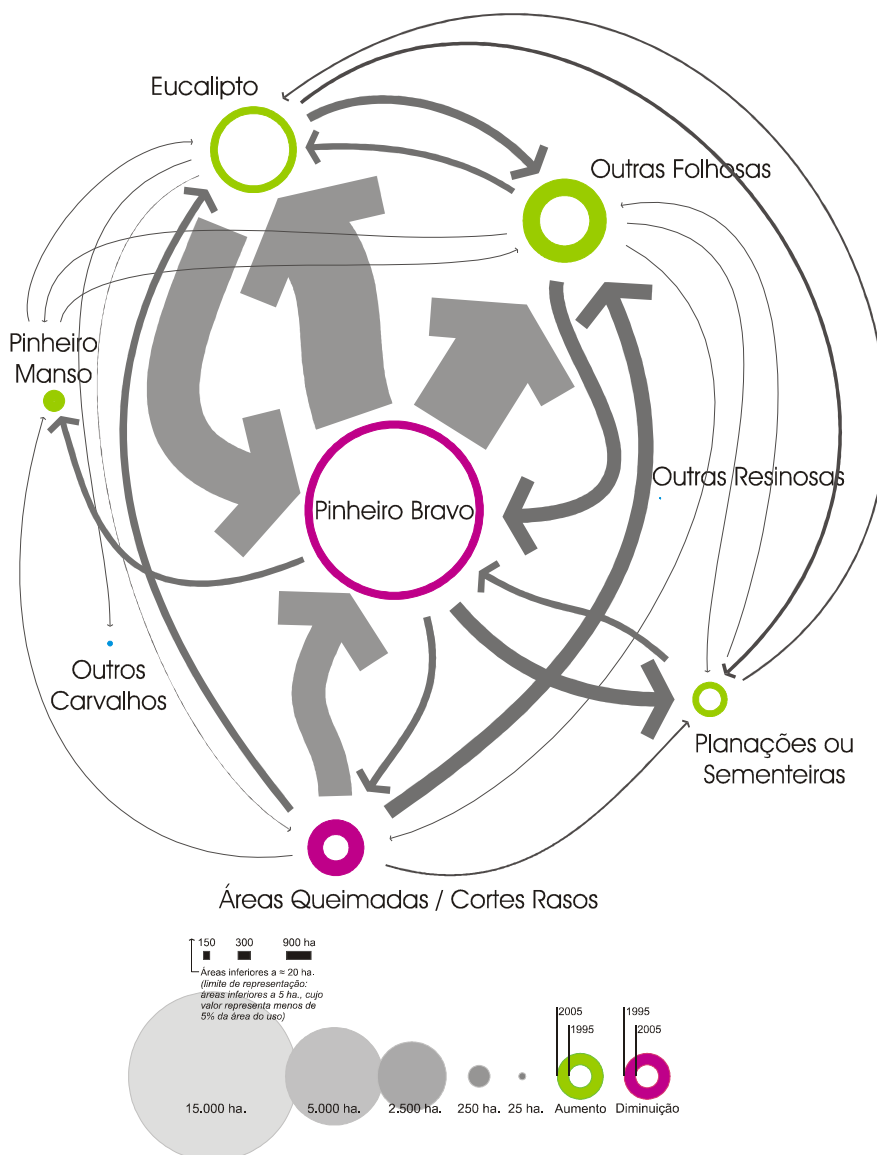 Eucalipto
Outras Folhosas
Pinheiro
Manso
Outras Resinosas
Pinheiro Bravo
Outros
Carvalhos
Planações ou
Sementeiras
Áreas Queimadas / Cortes Rasos
150 300 900 ha
Áreas inferiores a ≈ 20 ha.
(limite de representação:
áreas inferiores a 5 ha., cujo
valor representa menos de
5% da área do uso)
2005 1995
1995 2005
15.000 ha. 5.000 ha. 2.500 ha. 250 ha. 25 ha. Aumento Diminuição